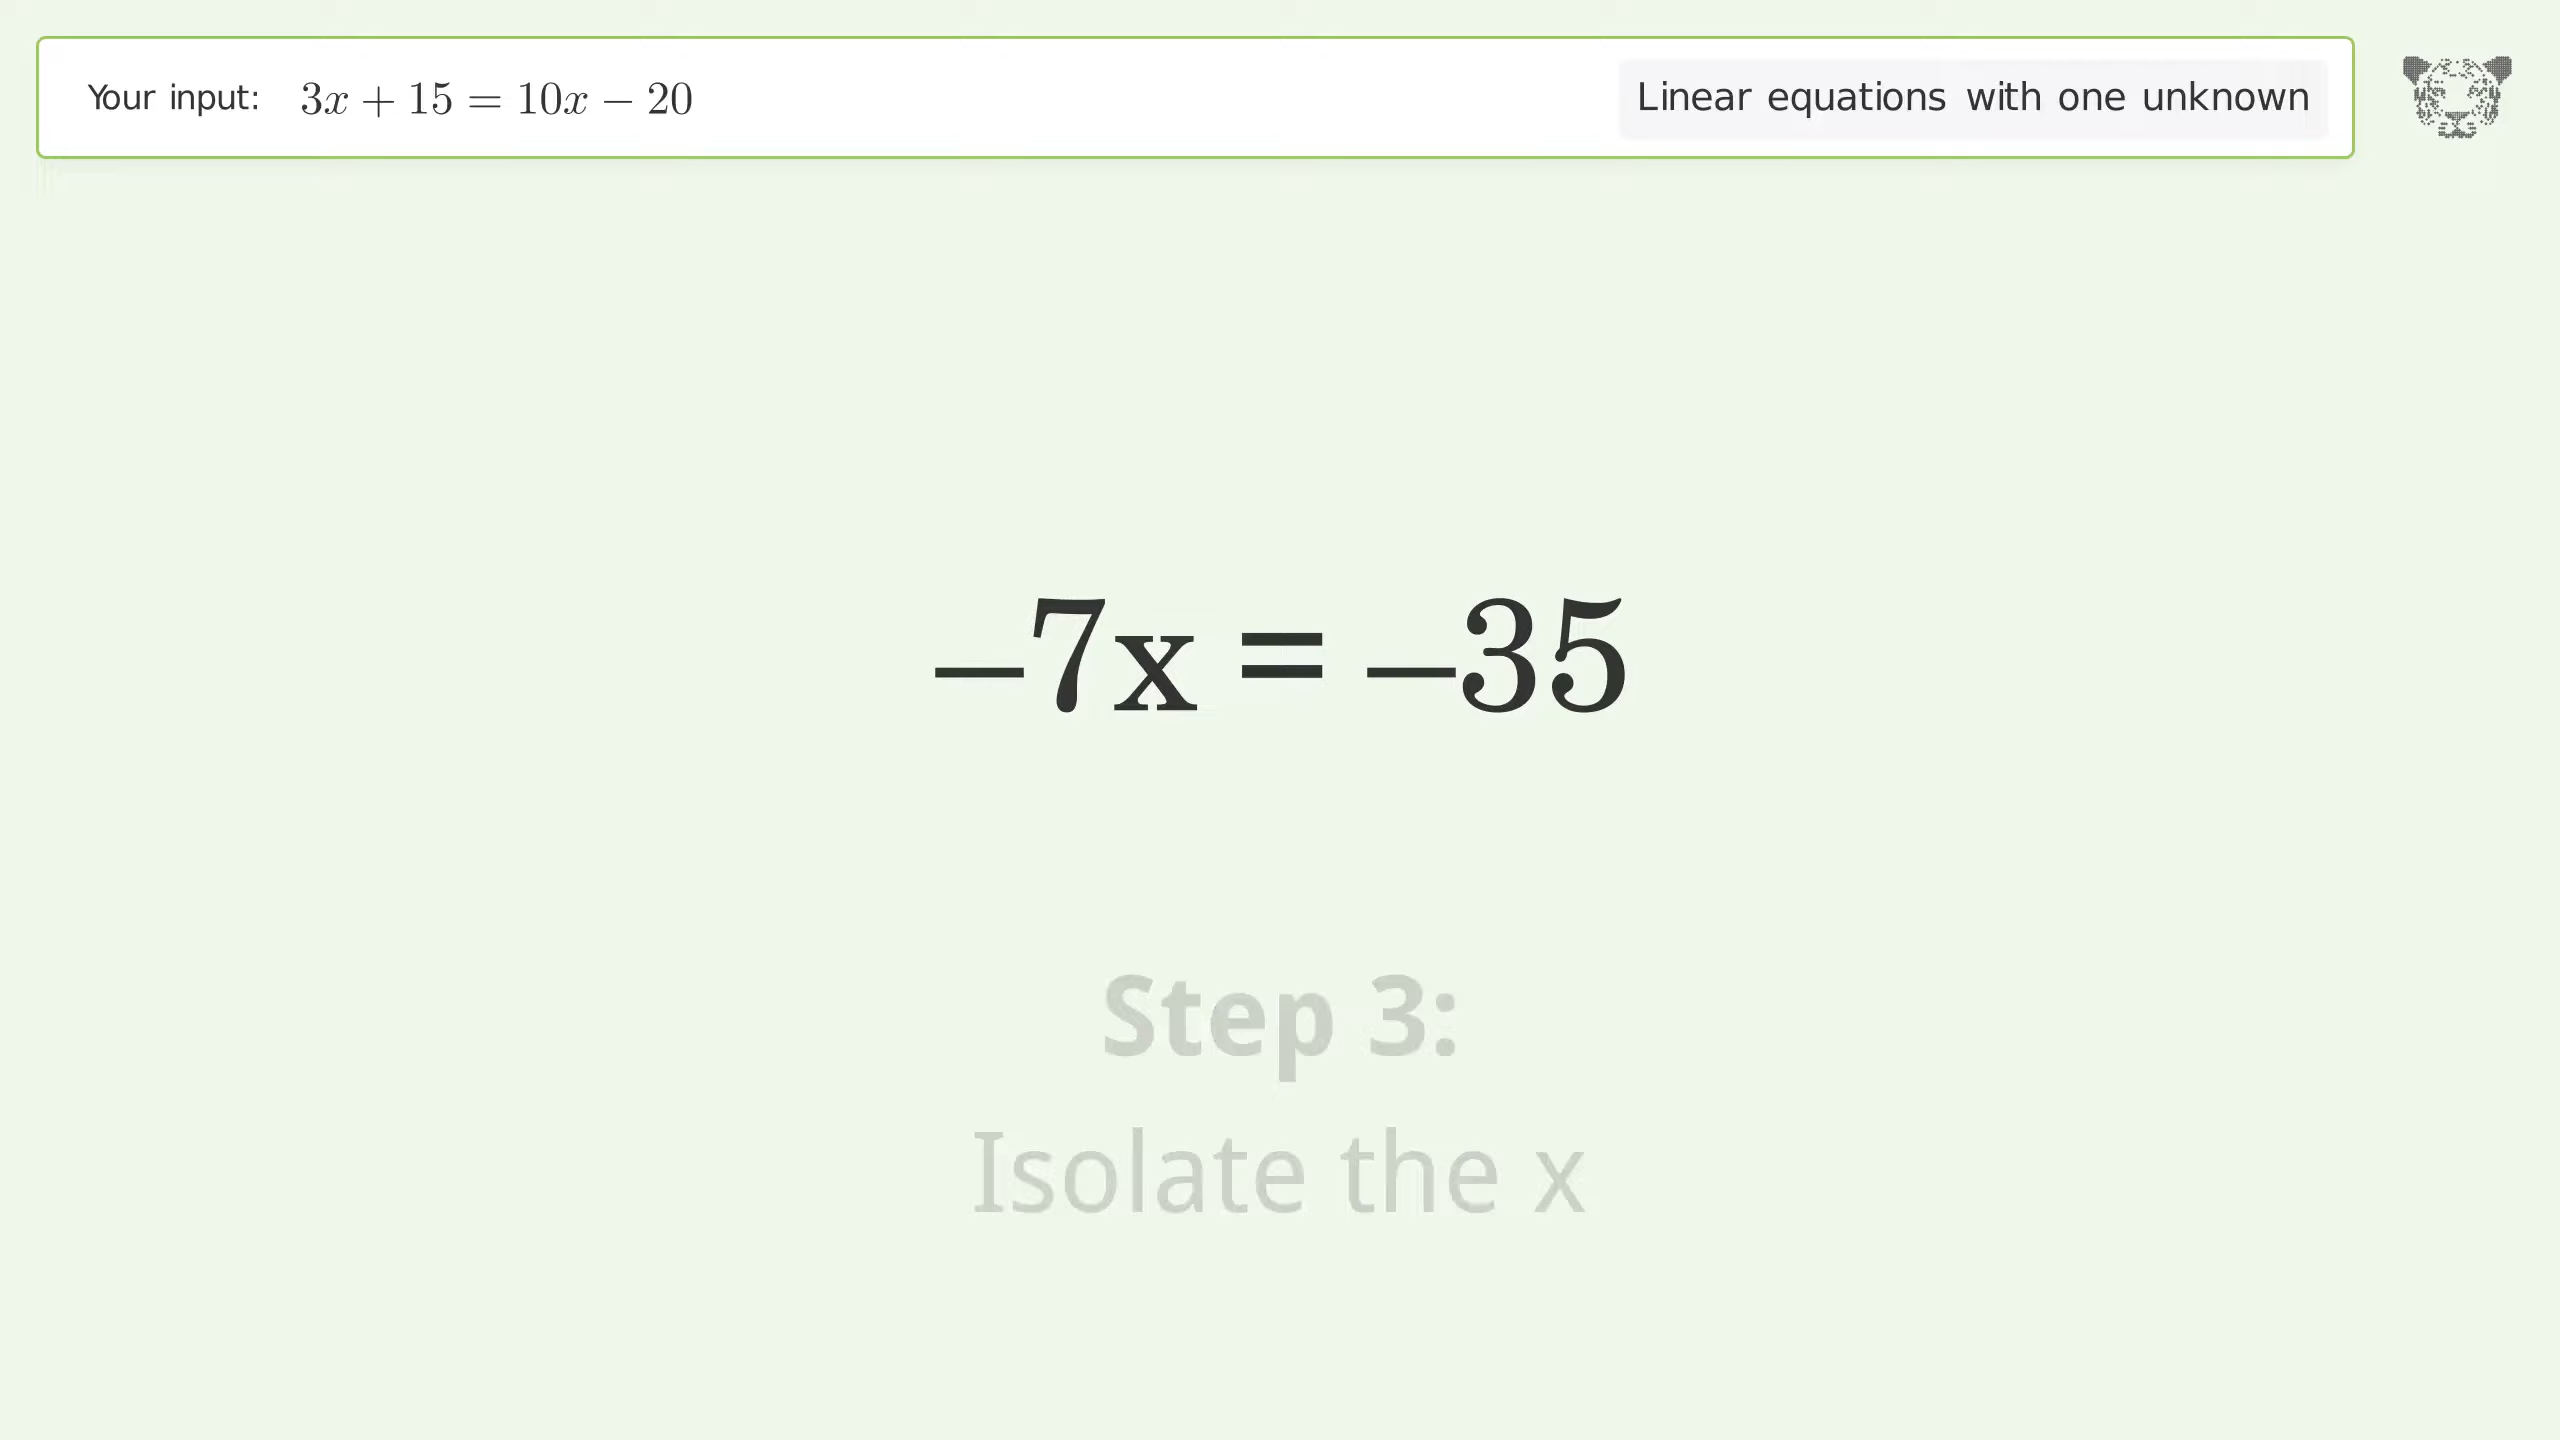 Your input: 3x + 15 = 10x − 20
Linear equations with one unknown
−7x = −35
Step 3:
Isolate the x